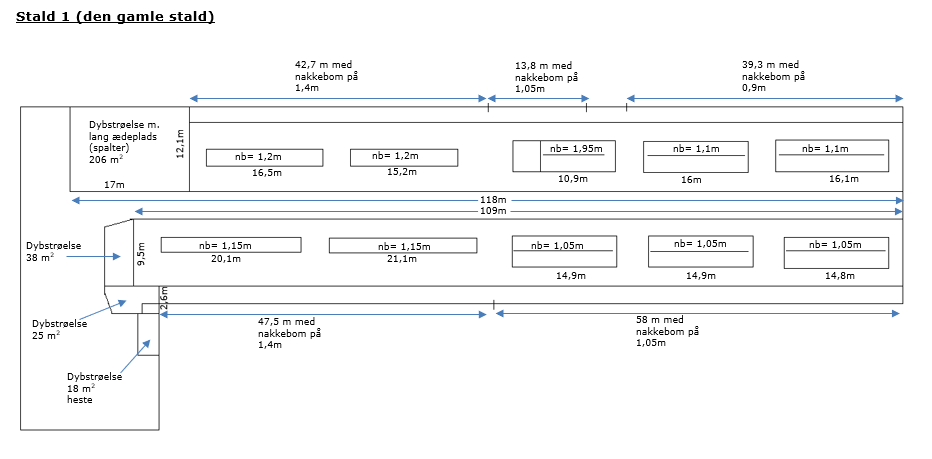 Stald 1 (den gamle stald)
42,7 m med
nakkebom på
1,4m
13,8 m med
nakkebom på
1,05m
39,3 m med
nakkebom på
0,9m
Dybstrøelse m.
lang ædeplads
(spalter)
206 m²
17m
12,1m
nb= 1,2m
16,5m
nb= 1,2m
15,2m
nb= 1,95m
10,9m
nb= 1,1m
16m
nb= 1,1m
16,1m
118m
109m
Dybstrøelse
38 m²
9,5m
nb= 1,15m
20,1m
nb= 1,15m
21,1m
nb= 1,05m
14,9m
nb= 1,05m
14,9m
nb= 1,05m
14,8m
2,6m
Dybstrøelse
25 m²
47,5 m med
nakkebom på
1,4m
58 m med
nakkebom på
1,05m
Dybstrøelse
18 m²
heste